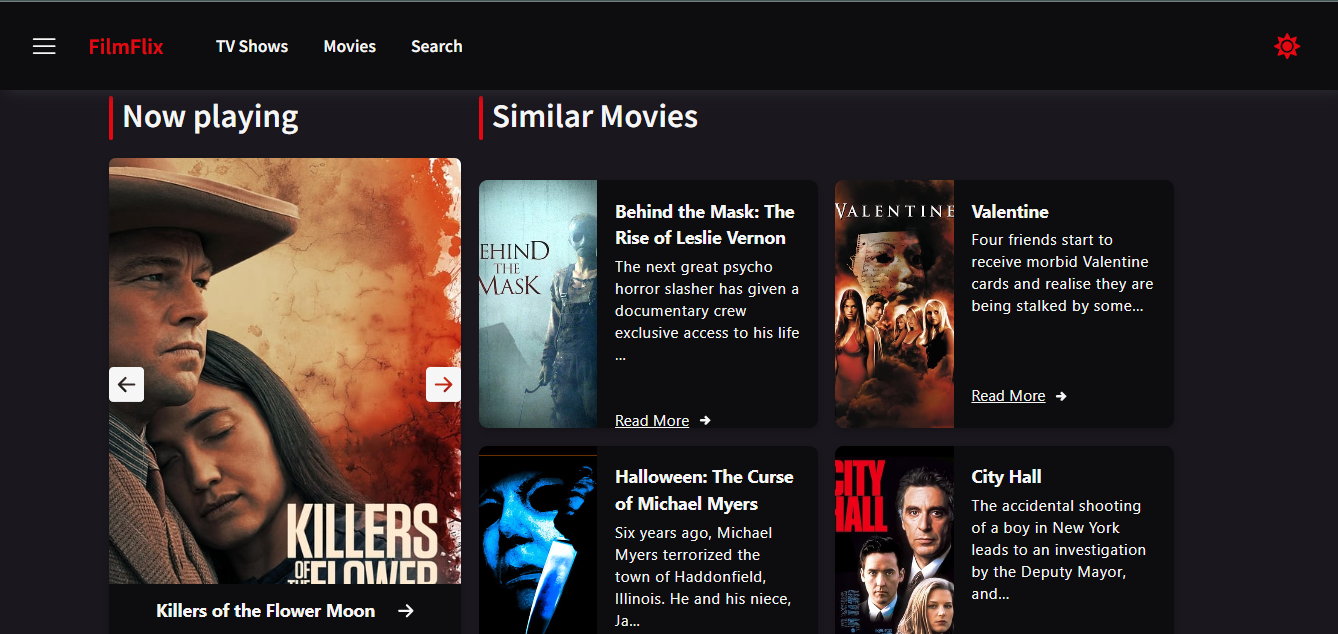 FilmFlix
TV Shows
Movies
Search
Now playing
KILLERS
OF THE
FLOWER
Killers of the Flower Moon
Similar Movies
EHIND
THE
MASK
Behind the Mask: The
Rise of Leslie Vernon
The next great psycho
horror slasher has given a
documentary crew
exclusive access to his life
...
Read More
VALENTINE
Valentine
Four friends start to
receive morbid Valentine
cards and realise they are
being stalked by some...
Read More
Halloween: The Curse
of Michael Myers
Six years ago, Michael
Myers terrorized the
town of Haddonfield,
Illinois. He and his niece,
Ja...
CITY
HALL
City Hall
The accidental shooting
of a boy in New York
leads to an investigation
by the Deputy Mayor,
and...